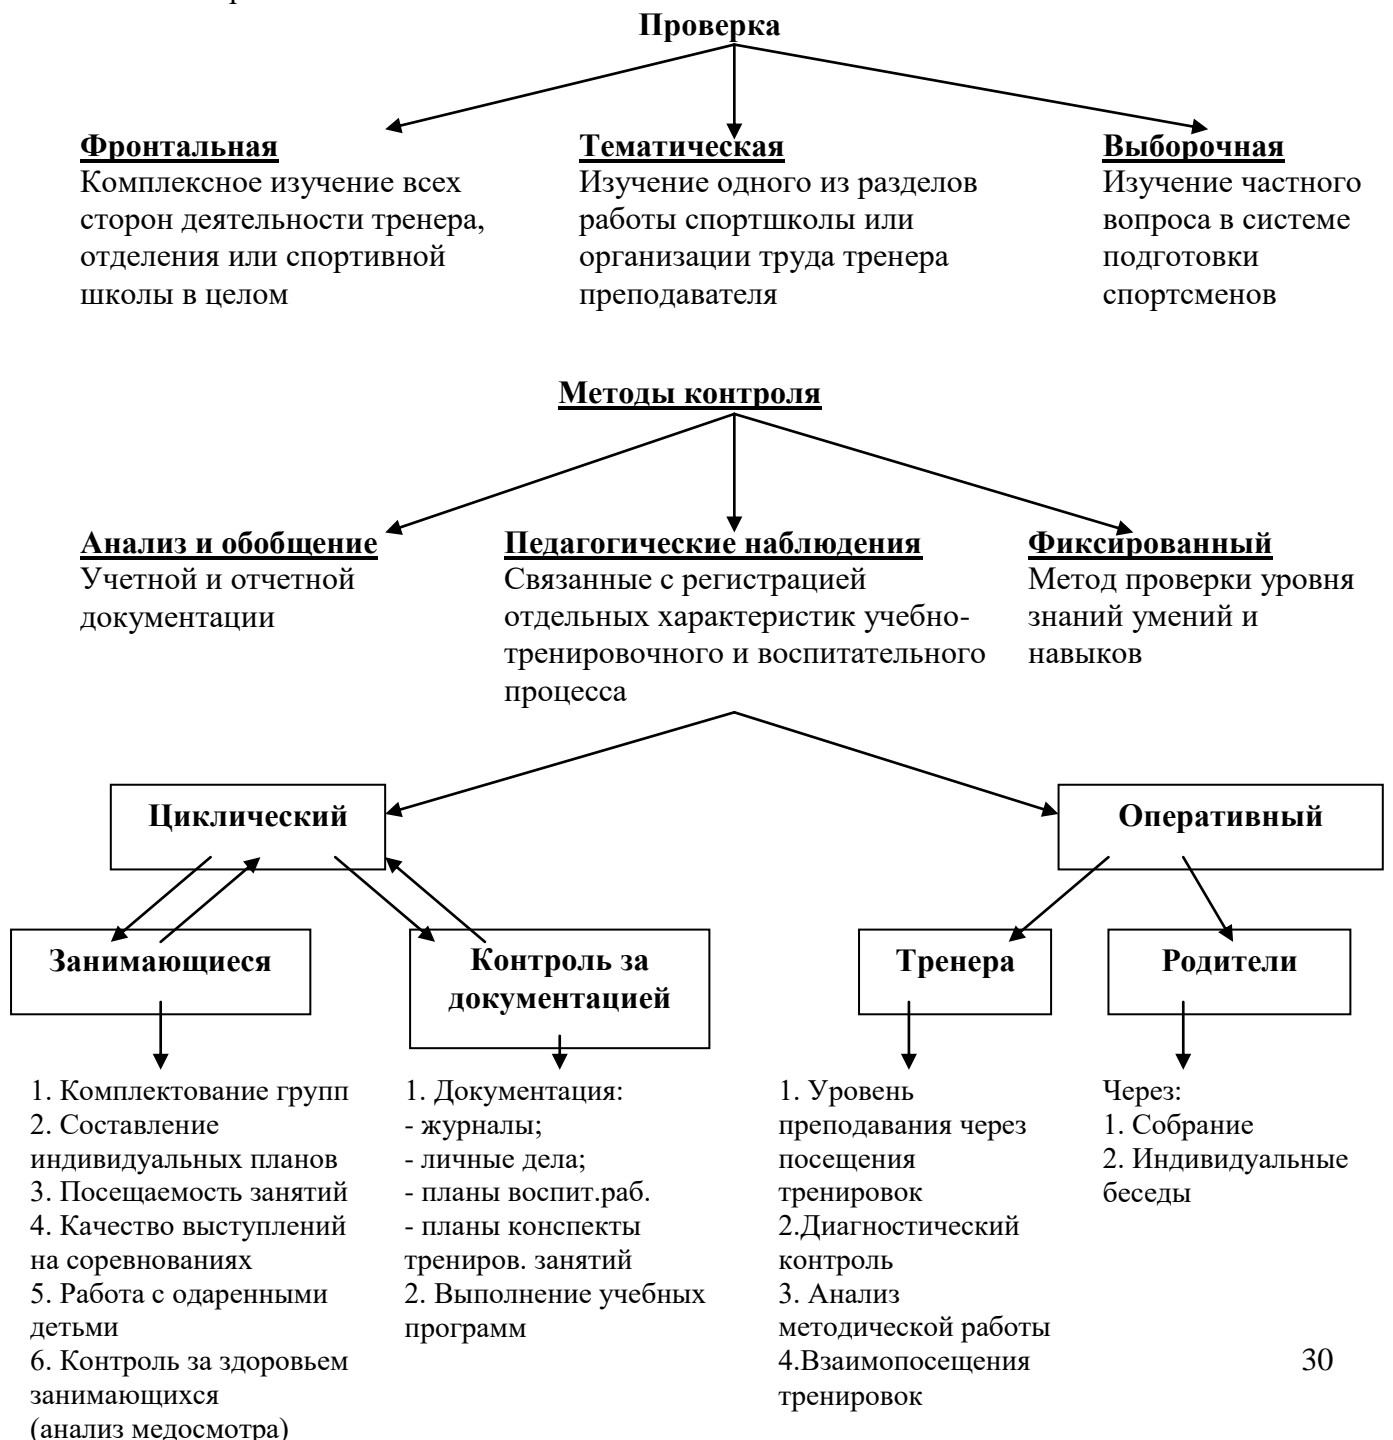 Проверка
Фронтальная
Комплексное изучение всех
сторон деятельности тренера,
отделения или спортивной
школы в целом
Тематическая
Изучение одного из разделов
работы спортшколы или
организации труда тренера
преподавателя
Выборочная
Изучение частного
вопроса в системе
подготовки
спортсменов
Методы контроля
Анализ и обобщение
Учетной и отчетной
документации
Педагогические наблюдения
Связанные с регистрацией
отдельных характеристик учебно-
тренировочного и воспитательного
процесса
Фиксированный
Метод проверки уровня
знаний умений и
навыков
Циклический
Оперативный
Занимающиеся
Контроль за
документацией
Тренера
Родители
1. Комплектование групп
2. Составление
индивидуальных планов
3. Посещаемость занятий
4. Качество выступлений
на соревнованиях
5. Работа с одаренными
детьми
6. Контроль за здоровьем
занимающихся
(анализ медосмотра)
1. Документация:
- журналы;
- личные дела;
- планы воспит.раб.
- планы конспекты
трениров. занятий
2. Выполнение учебных
программ
1. Уровень
преподавания через
посещения
тренировок
2.Диагностический
контроль
3. Анализ
методической работы
4.Взаимопосещения
тренировок
Через:
1. Собрание
2. Индивидуальные
беседы
30